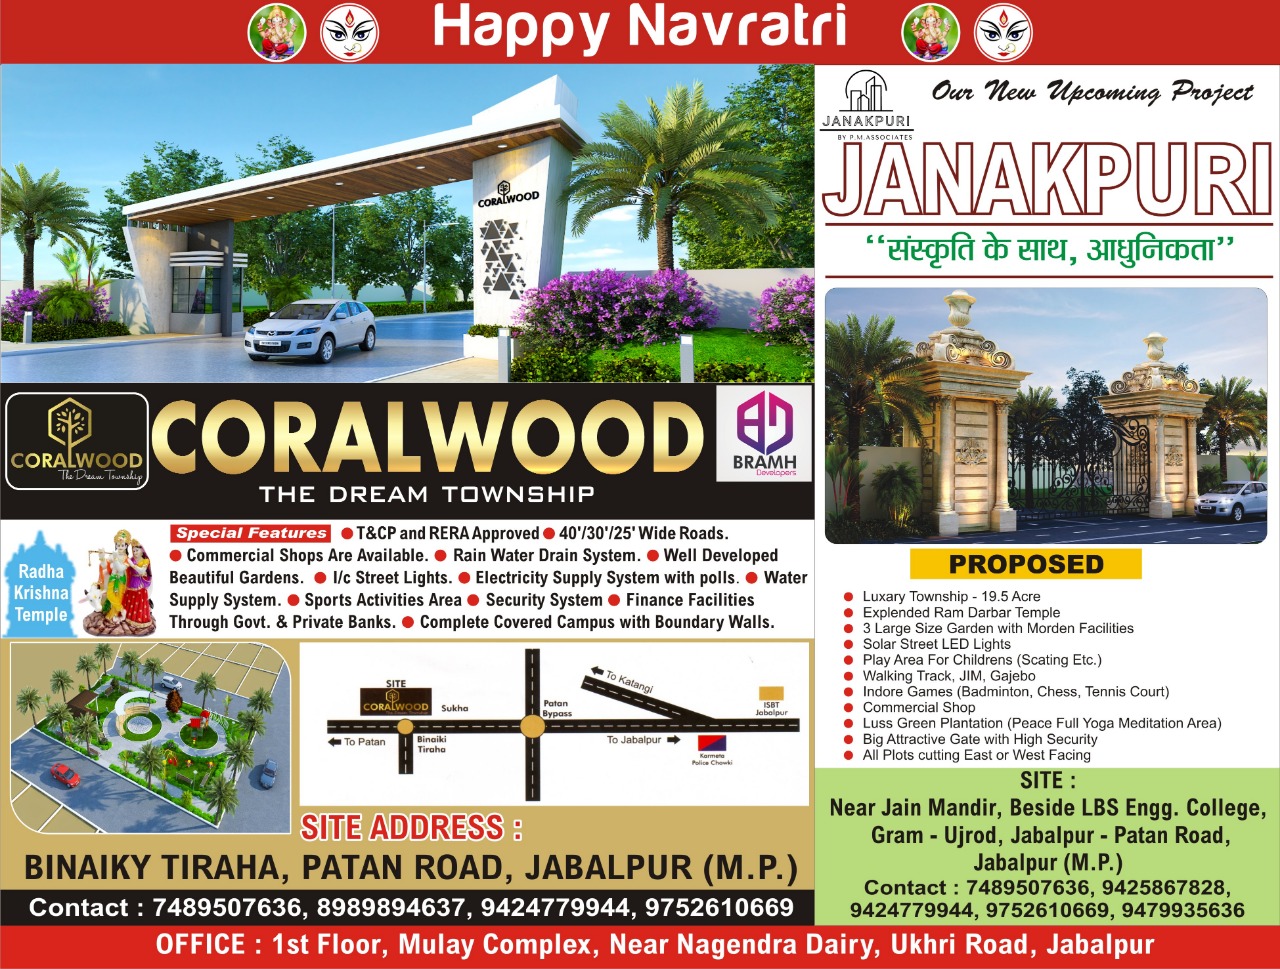 Happy Navratri
CORALWOOD
CORALWOOD
The Dream Township
CORALWOOD
THE DREAM TOWNSHIP
BRAMH
Developers
Radha
Krishna
Temple
Special Features ● T&CP and RERA Approved ● 40'/30'/25' Wide Roads.
● Commercial Shops Are Available. ● Rain Water Drain System. ● Well Developed
Beautiful Gardens. ● I/c Street Lights. ● Electricity Supply System with polls. ● Water
Supply System. ● Sports Activities Area ● Security System ● Finance Facilities
Through Govt. & Private Banks. ● Complete Covered Campus with Boundary Walls.
SITE
CORALWOOD
Sukha
Patan
Bypass
To Katangi
ISBT
Jabalpur
To Patan
Binaiki
Tiraha
To Jabalpur
Karmeta
Police Chowki
SITE ADDRESS :
BINAIKY TIRAHA, PATAN ROAD, JABALPUR (M.P.)
Contact : 7489507636, 8989894637, 9424779944, 9752610669
JANAKPURI
BY P.M.ASSOCIATES
Our New Upcoming Project
JANAKPURI
“संस्कृति के साथ, आधुनिकता”
PROPOSED
● Luxary Township - 19.5 Acre
● Explended Ram Darbar Temple
● 3 Large Size Garden with Morden Facilities
● Solar Street LED Lights
● Play Area For Childrens (Scating Etc.)
● Walking Track, JIM, Gajebo
● Indore Games (Badminton, Chess, Tennis Court)
● Commercial Shop
● Luss Green Plantation (Peace Full Yoga Meditation Area)
● Big Attractive Gate with High Security
● All Plots cutting East or West Facing
SITE :
Near Jain Mandir, Beside LBS Engg. College,
Gram - Ujrod, Jabalpur - Patan Road,
Jabalpur (M.P.)
Contact : 7489507636, 9425867828,
9424779944, 9752610669, 9479935636
OFFICE : 1st Floor, Mulay Complex, Near Nagendra Dairy, Ukhri Road, Jabalpur